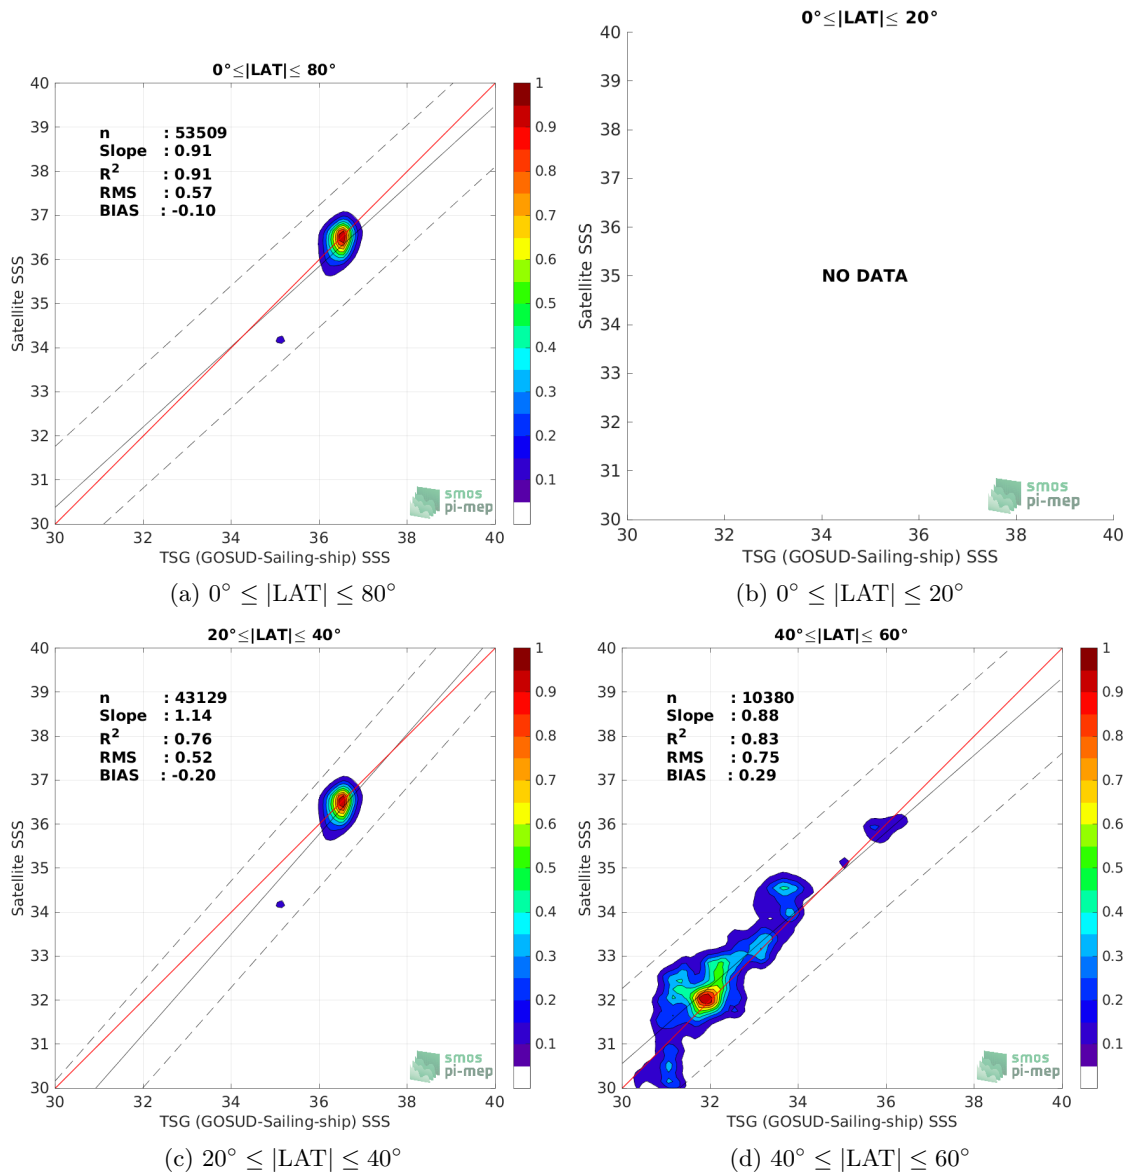 0°≤|LAT|≤ 80°
40
39
38
37
36
35
34
33
32
31
30
Satellite SSS
n : 53509
Slope : 0.91
R² : 0.91
RMS : 0.57
BIAS : -0.10
smos
pi-mep
30 32 34 36 38 40
TSG (GOSUD-Sailing-ship) SSS
1
0.9
0.8
0.7
0.6
0.5
0.4
0.3
0.2
0.1
(a) 0° ≤ |LAT| ≤ 80°
0°≤|LAT|≤ 20°
40
39
38
37
36
35
34
33
32
31
30
Satellite SSS
NO DATA
smos
pi-mep
30 32 34 36 38 40
TSG (GOSUD-Sailing-ship) SSS
(b) 0° ≤ |LAT| ≤ 20°
20°≤|LAT|≤ 40°
40
39
38
37
36
35
34
33
32
31
30
Satellite SSS
n : 43129
Slope : 1.14
R² : 0.76
RMS : 0.52
BIAS : -0.20
smos
pi-mep
30 32 34 36 38 40
TSG (GOSUD-Sailing-ship) SSS
1
0.9
0.8
0.7
0.6
0.5
0.4
0.3
0.2
0.1
(c) 20° ≤ |LAT| ≤ 40°
40°≤|LAT|≤ 60°
40
39
38
37
36
35
34
33
32
31
30
Satellite SSS
n : 10380
Slope : 0.88
R² : 0.83
RMS : 0.75
BIAS : 0.29
smos
pi-mep
30 32 34 36 38 40
TSG (GOSUD-Sailing-ship) SSS
1
0.9
0.8
0.7
0.6
0.5
0.4
0.3
0.2
0.1
(d) 40° ≤ |LAT| ≤ 60°